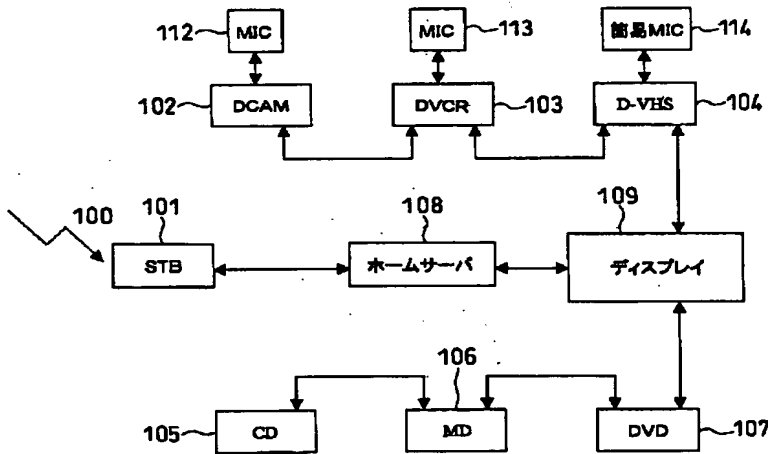 112 MIC
MIC 113
簡易MIC 114
102 DCAM
DVCR 103
D-VHS 104
100
101
STB
108
ホームサーバ
109
ディスプレイ
106
105 CD
MD
DVD 107